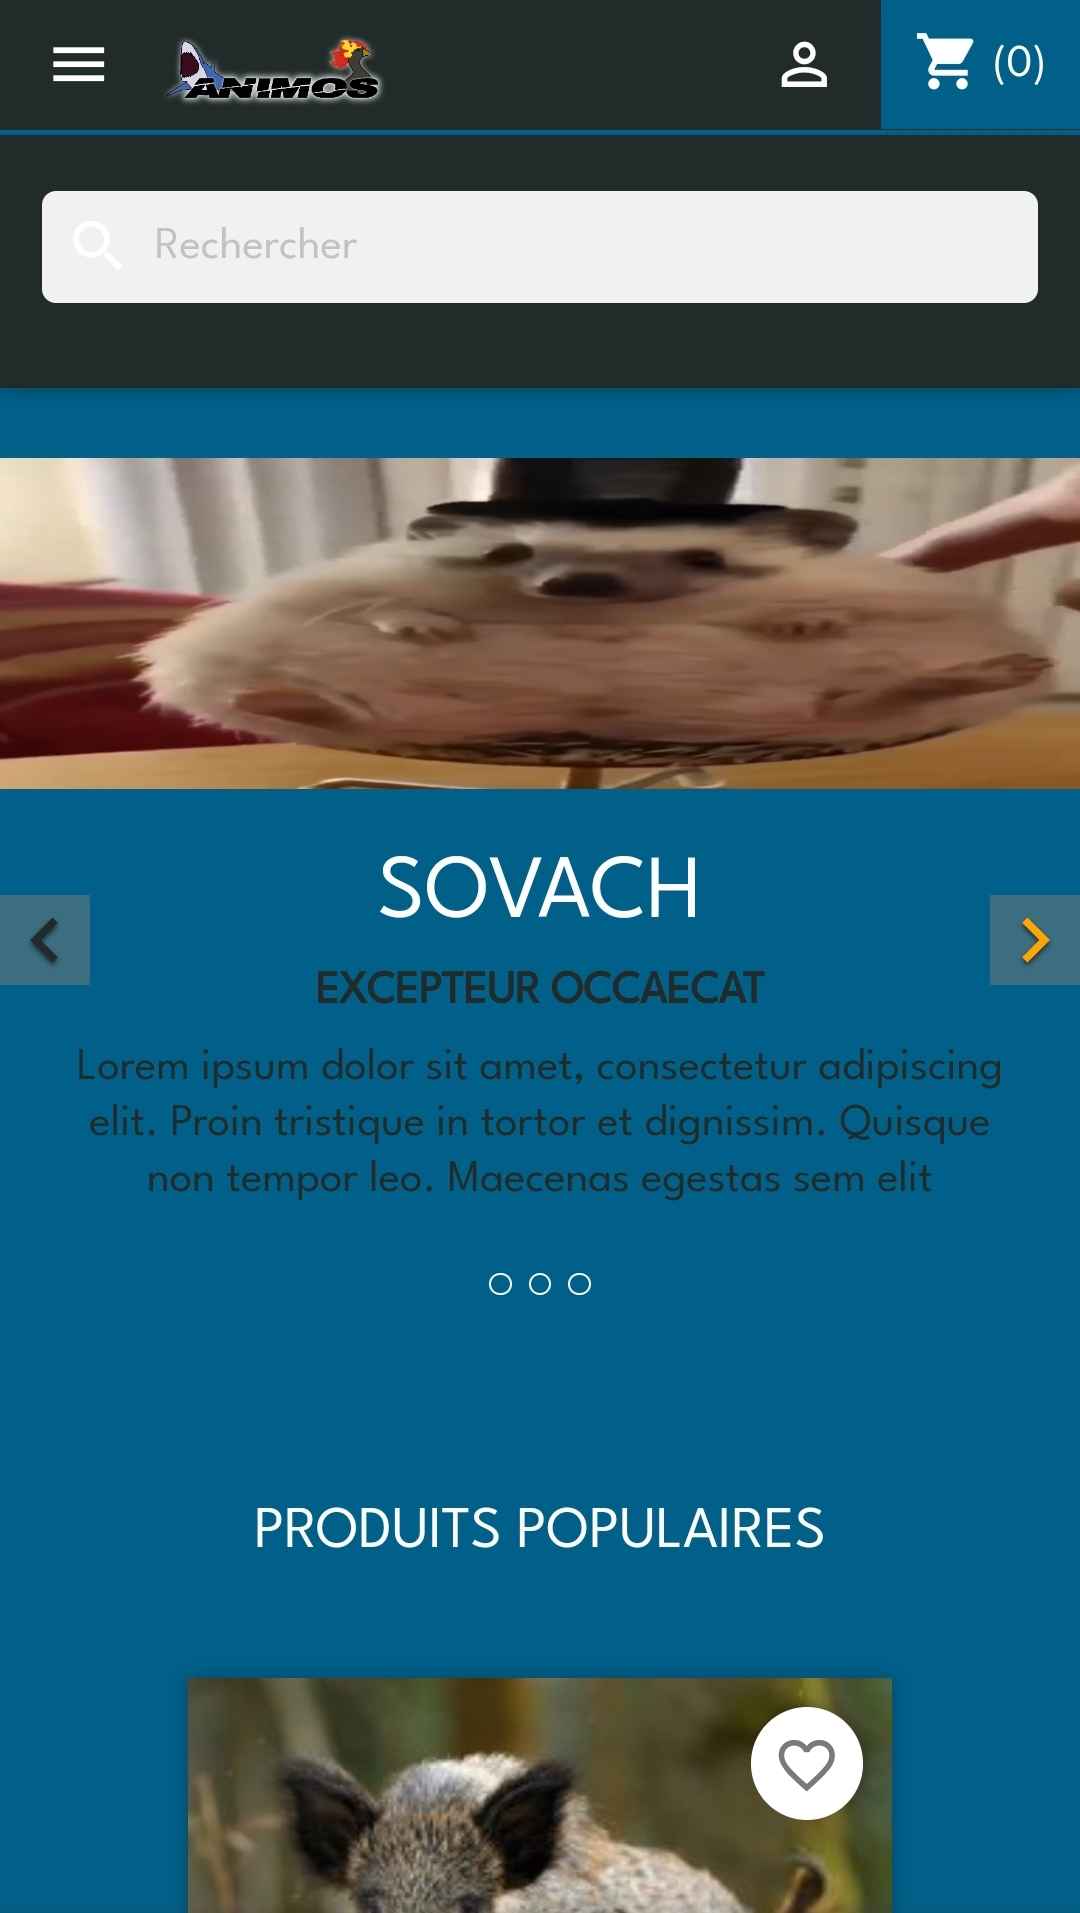 ANIMOS
(0)
Rechercher
SOVACH
EXCEPTEUR OCCAECAT
Lorem ipsum dolor sit amet, consectetur adipiscing
elit. Proin tristique in tortor et dignissim. Quisque
non tempor leo. Maecenas egestas sem elit
PRODUITS POPULAIRES